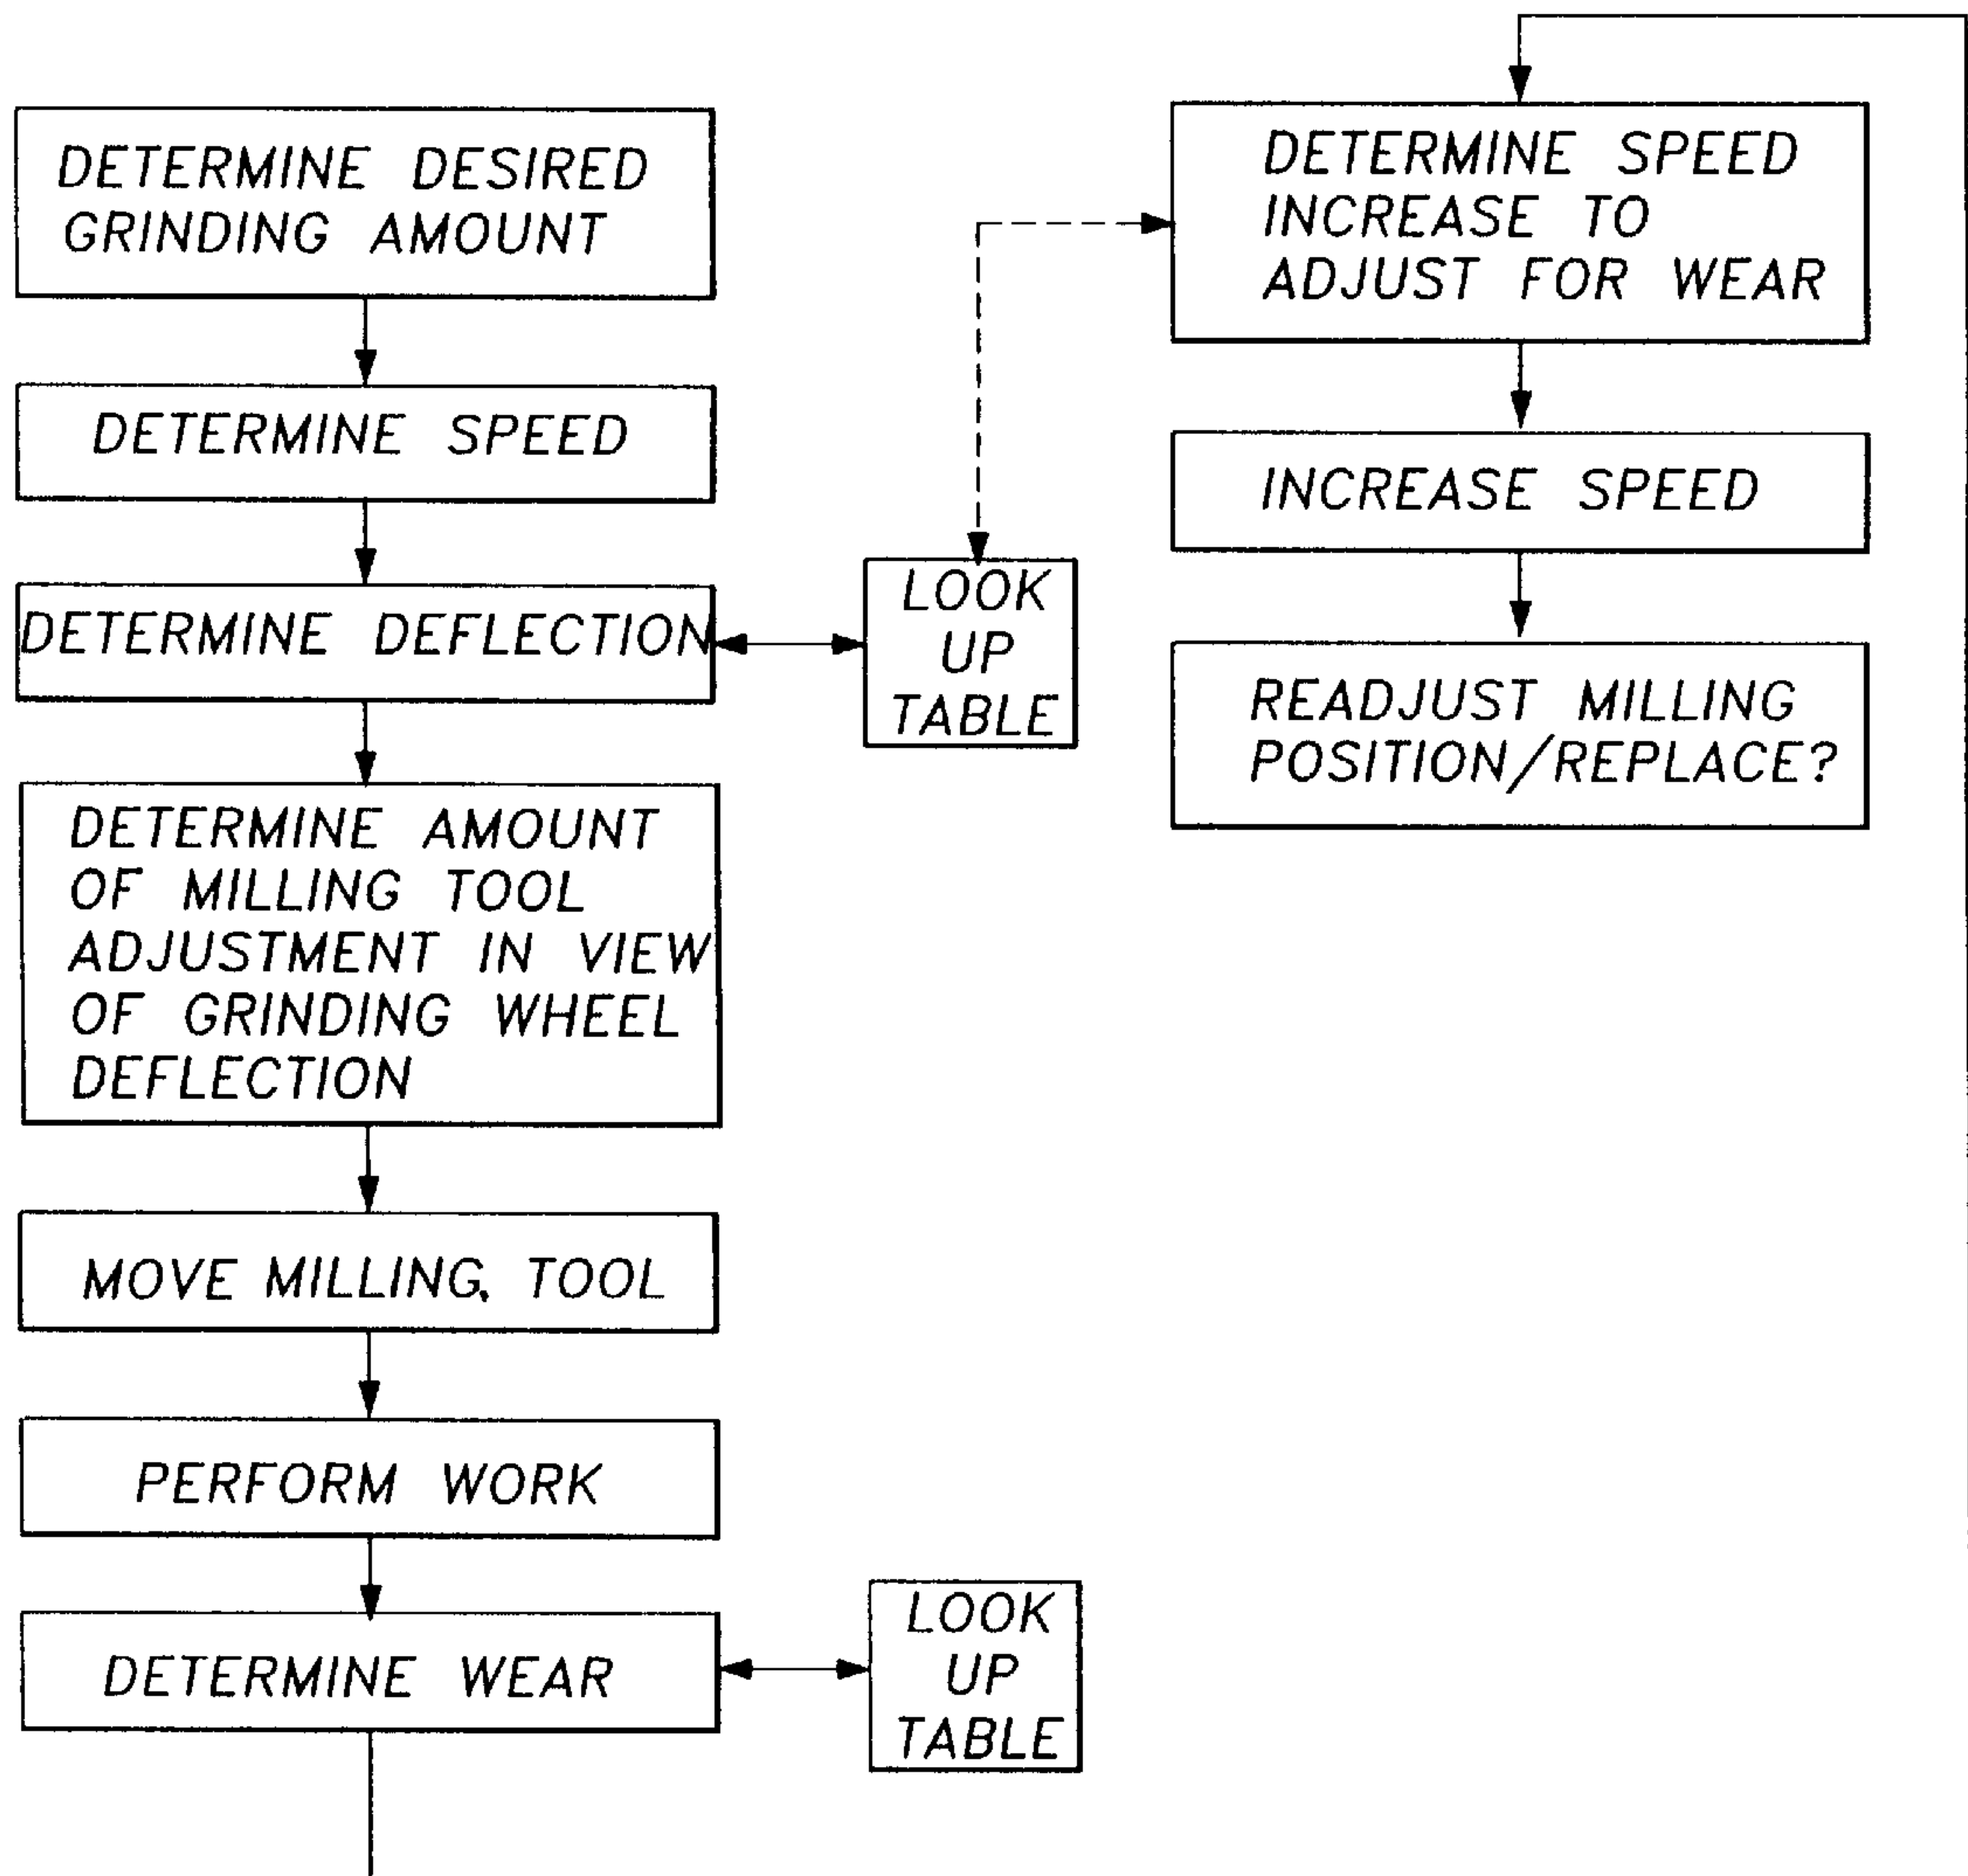 DETERMINE DESIRED
GRINDING AMOUNT
DETERMINE SPEED
DETERMINE DEFLECTION
LOOK
UP
TABLE
DETERMINE AMOUNT
OF MILLING TOOL
ADJUSTMENT IN VIEW
OF GRINDING WHEEL
DEFLECTION
MOVE MILLING. TOOL
PERFORM WORK
DETERMINE WEAR
LOOK
UP
TABLE
DETERMINE SPEED
INCREASE TO
ADJUST FOR WEAR
INCREASE SPEED
READJUST MILLING
POSITION/REPLACE?